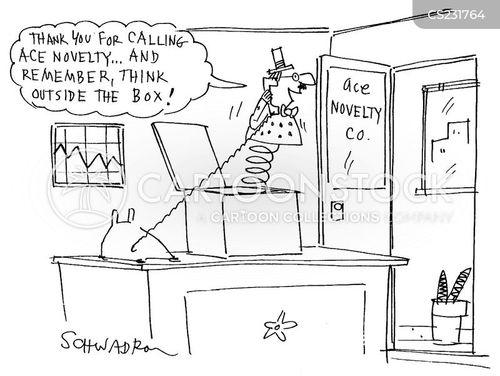 CS231764
THANK YOU FOR CALLING
ACE NOVELTY... AND
REMEMBER, THINK
OUTSIDE THE BOX!
ace
NOVELTY
CO.
CARTOONSTOCK
A CARTOON COLLECTIONS COMPANY
SCHWADRON